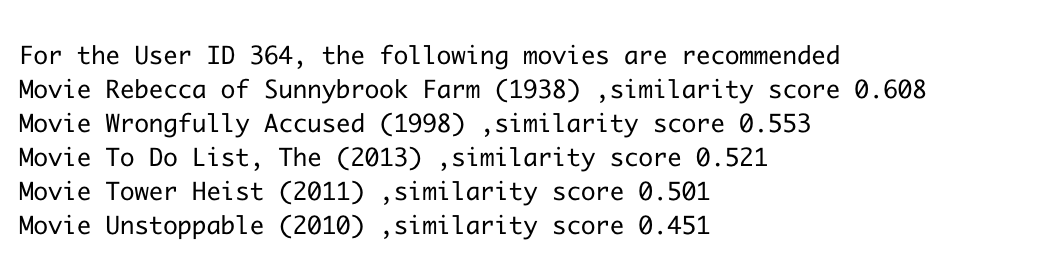 For the User ID 364, the following movies are recommended
Movie Rebecca of Sunnybrook Farm (1938) ,similarity score 0.608
Movie Wrongfully Accused (1998) ,similarity score 0.553
Movie To Do List, The (2013) ,similarity score 0.521
Movie Tower Heist (2011) ,similarity score 0.501
Movie Unstoppable (2010) ,similarity score 0.451